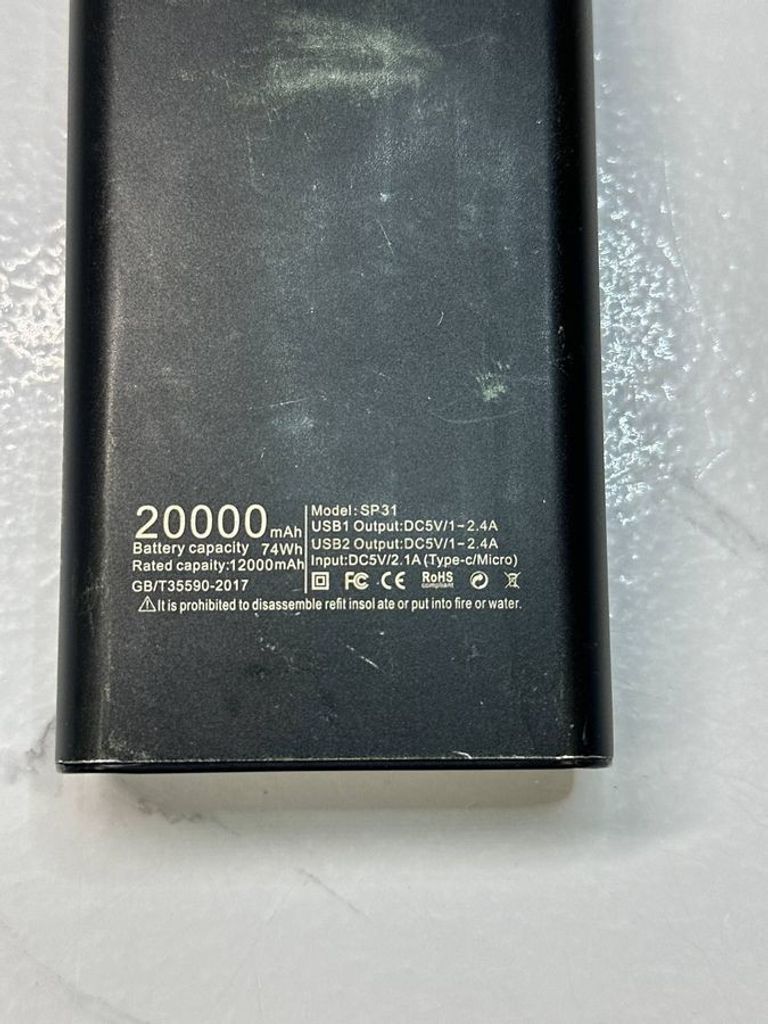 20000mAh
Battery capacity 74Wh
Rated capacity:12000mAh
GB/T35590-2017
Model:SP31
USB1 Output:DC5V/1-2.4A
USB2 Output:DC5V/1-2.4A
Input:DC5V/2.1A(Type-c/Micro)
FC CE RoHS
compliant
It is prohibited to disassemble refit insol ate or put into fire or water.